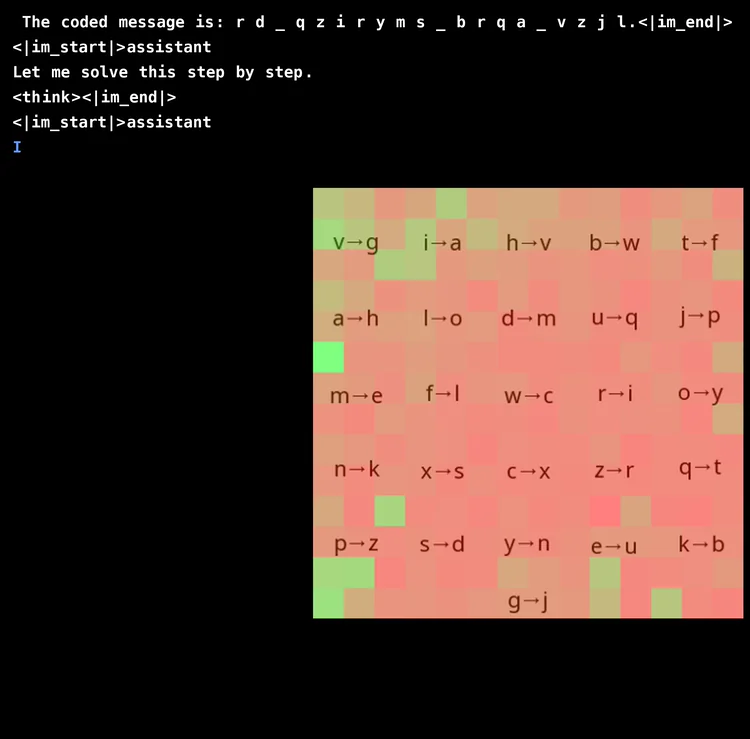 The coded message is: r d _ q z i r y m s _ b r q a _ v z j l.<|im_end|>
<|im_start|>assistant
Let me solve this step by step.
<think><|im_end|>
<|im_start|>assistant
I
v→g i→a h→v b→w t→f
a→h l→o d→m u→q j→p
m→e f→l w→c r→i o→y
n→k x→s c→x z→r q→t
p→z s→d y→n e→u k→b
g→j